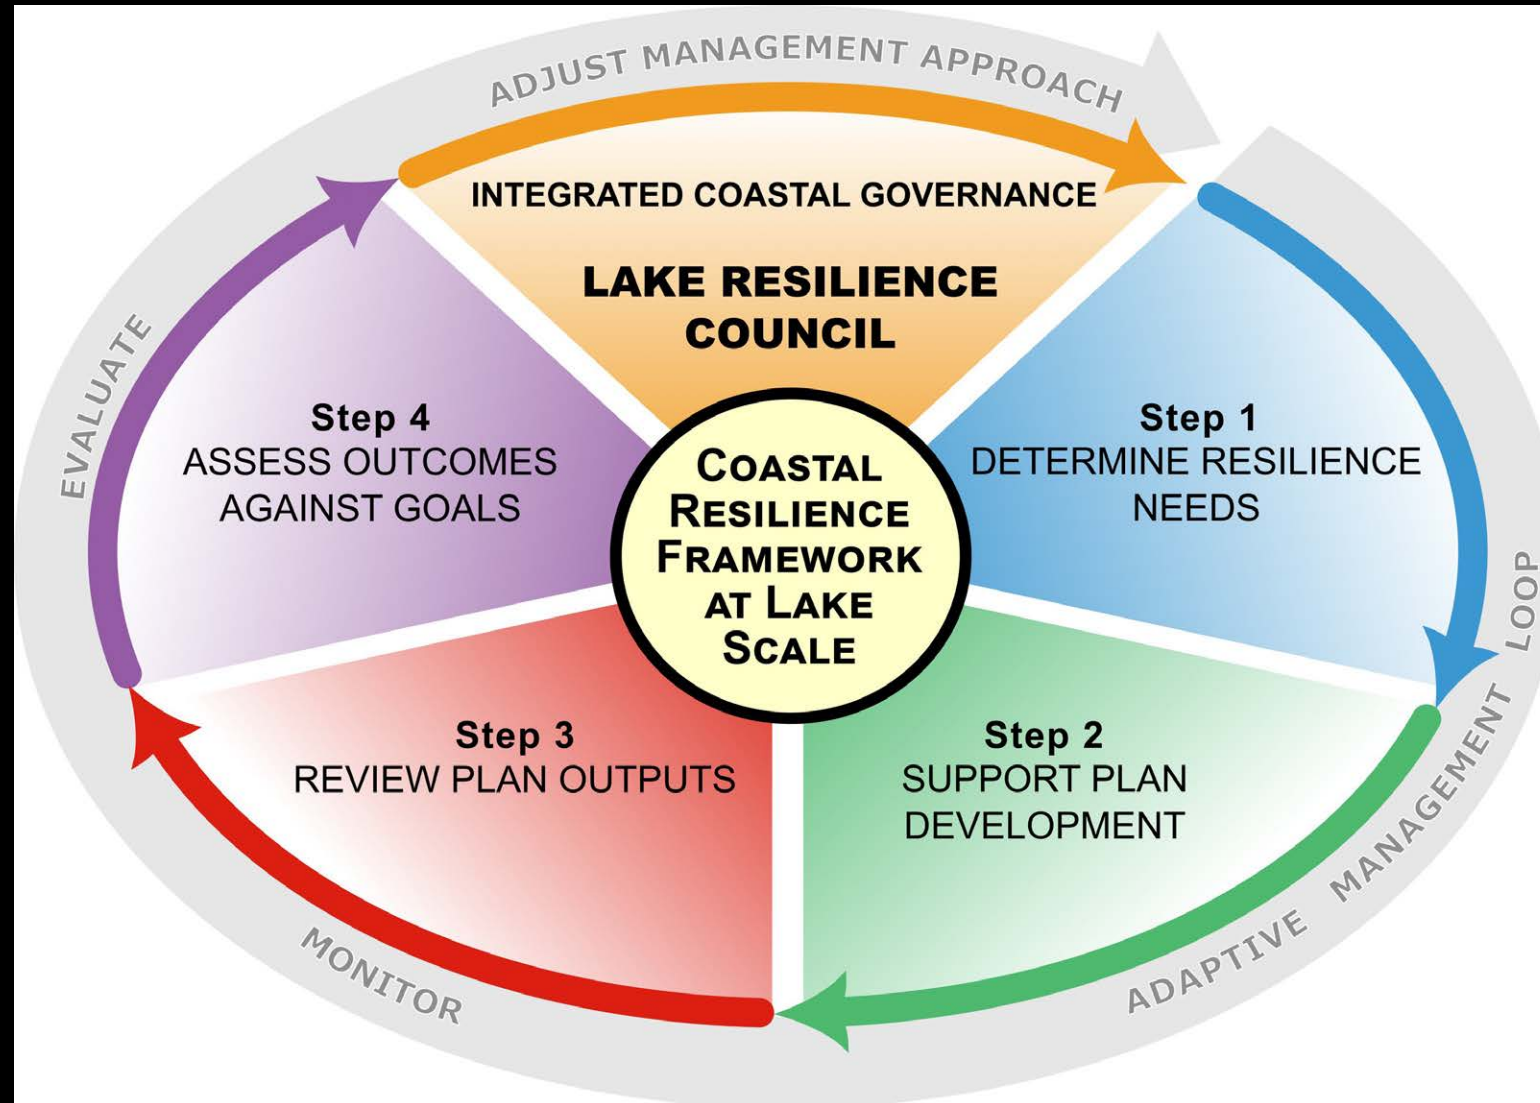 ADJUST MANAGEMENT APPROACH
INTEGRATED COASTAL GOVERNANCE
LAKE RESILIENCE
COUNCIL
Step 1
DETERMINE RESILIENCE
NEEDS
Step 2
SUPPORT PLAN
DEVELOPMENT
Step 3
REVIEW PLAN OUTPUTS
Step 4
ASSESS OUTCOMES
AGAINST GOALS
COASTAL
RESILIENCE
FRAMEWORK
AT LAKE
SCALE
ADAPTIVE MANAGEMENT LOOP
MONITOR
EVALUATE